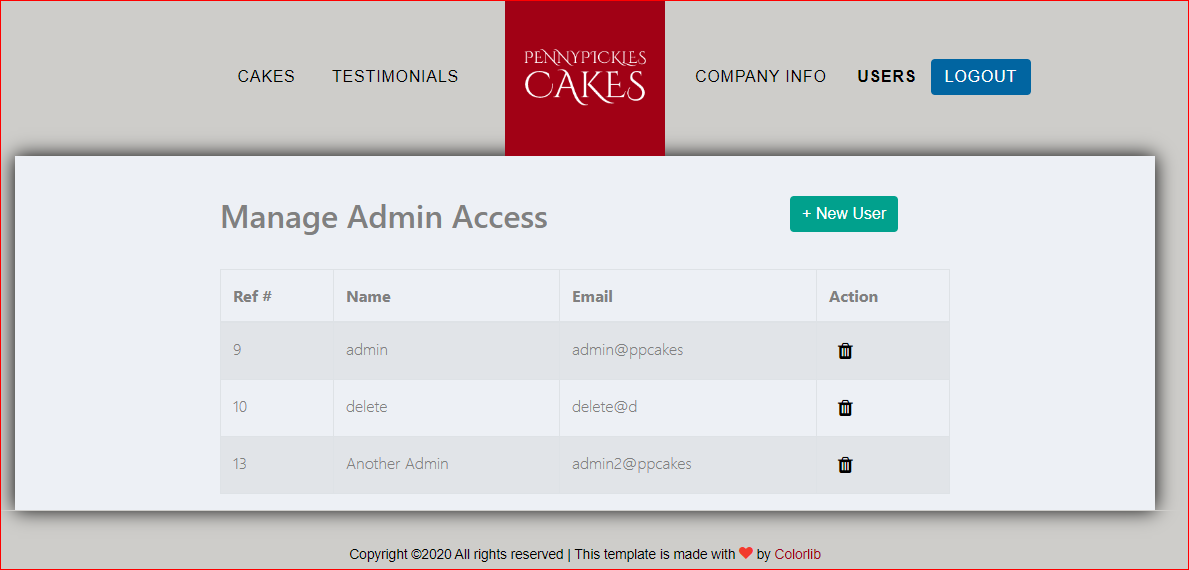 CAKES TESTIMONIALS PENNYPICKLES CAKES COMPANY INFO USERS LOGOUT
Manage Admin Access + New User
Ref # Name Email Action
9 admin admin@ppcakes
10 delete delete@d
13 Another Admin admin2@ppcakes
Copyright ©2020 All rights reserved | This template is made with ❤ by Colorlib